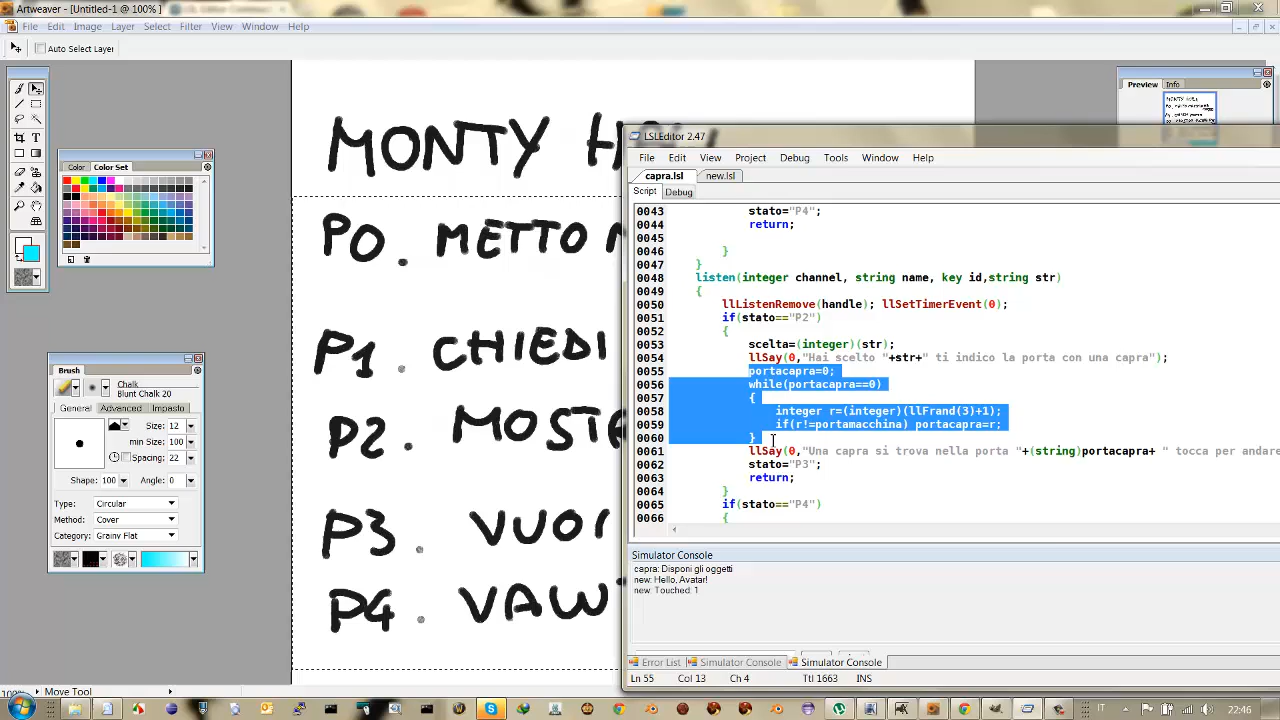 Artweaver - [Untitled-1 @ 100%]
File Edit Image Layer Select Filter View Window Help
Auto Select Layer
Preview Info
Color Color Set
MONTY H
P0. METTO
P1. CHIEDI
P2. MOSTR
P3. VUOI
P4.
Brush
Chalk
Blunt Chalk 20
General Advanced Impasto
Size: 12
min Size: 100
Spacing: 22
Shape: 100 Angle: 0
Type: Circular
Method: Cover
Category: Grainy Flat
100%
Move Tool
LSLEditor 2.47
File Edit View Project Debug Tools Window Help
capra.lsl new.lsl
Script Debug
0043 stato="P4";
0044 return;
0045
0046 }
0047 }
0048 listen(integer channel, string name, key id,string str)
0049 {
0050 llListenRemove(handle); llSetTimerEvent(0);
0051 if(stato=="P2")
0052 {
0053 scelta=(integer)(str);
0054 llSay(0,"Hai scelto "+str+" ti indico la porta con una capra");
0055 portacapra=0;
0056 while(portacapra==0)
0057 {
0058 integer r=(integer)(llFrand(3)+1);
0059 if(r!=portamacchina) portacapra=r;
0060 }
0061 llSay(0,"Una capra si trova nella porta "+(string)portacapra+ " tocca per andare
0062 stato="P3";
0063 return;
0064 }
0065 if(stato=="P4")
0066 {
Simulator Console
capra: Disponi gli oggetti
new: Hello, Avatar!
new: Touched: 1
Error List Simulator Console Simulator Console
Ln 55 Col 13 Ch 4 Ttl 1663 INS
IT 22:46